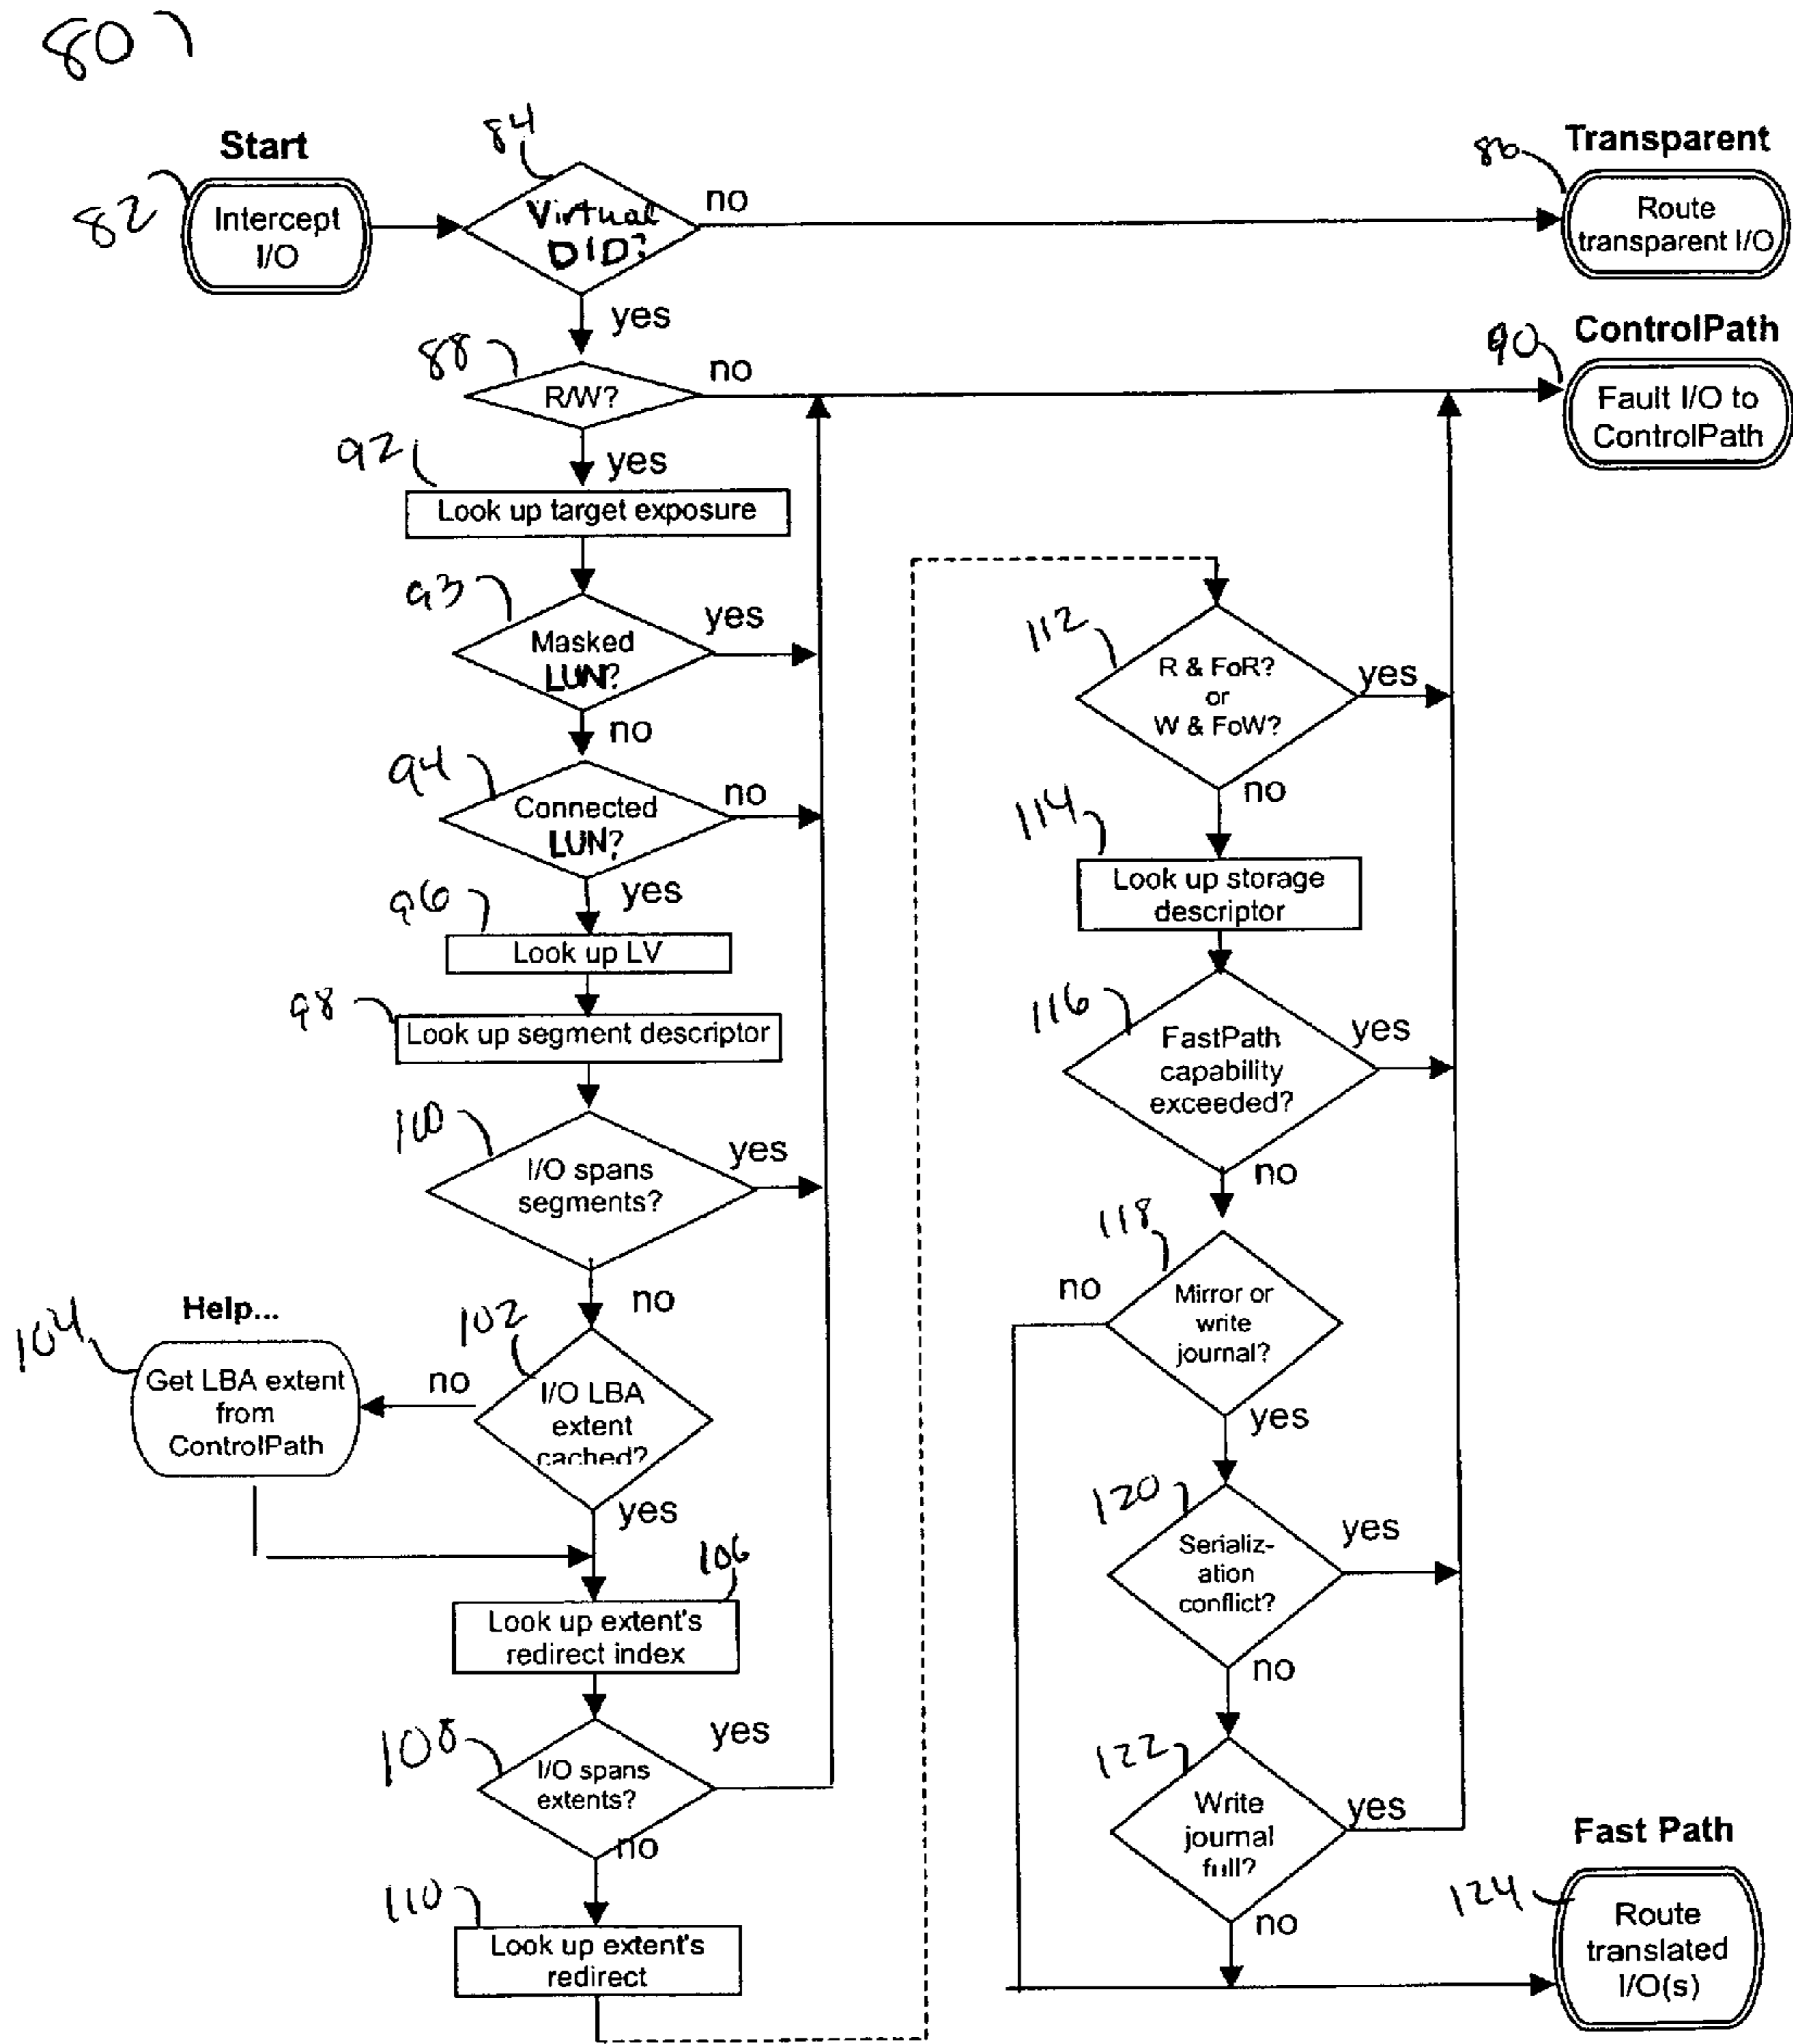 80
Start
82
Intercept
I/O
84
Virtual
DID?
no
yes
86
Transparent
Route
transparent I/O
88
R/W?
no
yes
90
ControlPath
Fault I/O to
ControlPath
92
Look up target exposure
93
Masked
LUN?
yes
no
94
Connected
LUN?
no
yes
96
Look up LV
98
Look up segment descriptor
100
I/O spans
segments?
yes
no
102
I/O LBA
extent
cached?
no
yes
Help...
104
Get LBA extent
from
ControlPath
106
Look up extent's
redirect index
108
I/O spans
extents?
yes
no
110
Look up extent's
redirect
112
R & FoR?
or
W & FoW?
yes
no
114
Look up storage
descriptor
116
FastPath
capability
exceeded?
yes
no
118
Mirror or
write
journal?
no
yes
120
Serializ-
ation
conflict?
yes
no
122
Write
journal
full?
yes
no
Fast Path
124
Route
translated
I/O(s)